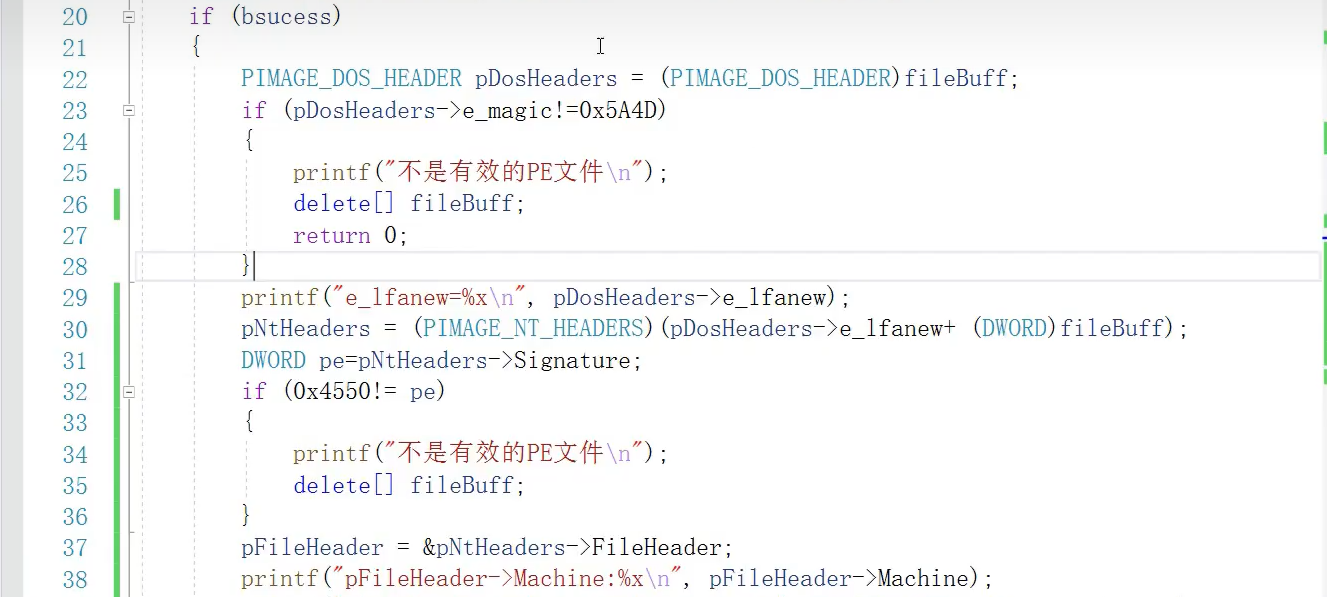 20 if (bsucess)
21 {
22 PIMAGE_DOS_HEADER pDosHeaders = (PIMAGE_DOS_HEADER)fileBuff;
23 if (pDosHeaders->e_magic!=0x5A4D)
24 {
25 printf("不是有效的PE文件\n");
26 delete[] fileBuff;
27 return 0;
28 }
29 printf("e_lfanew=%x\n", pDosHeaders->e_lfanew);
30 pNtHeaders = (PIMAGE_NT_HEADERS)(pDosHeaders->e_lfanew+ (DWORD)fileBuff);
31 DWORD pe=pNtHeaders->Signature;
32 if (0x4550!= pe)
33 {
34 printf("不是有效的PE文件\n");
35 delete[] fileBuff;
36 }
37 pFileHeader = &pNtHeaders->FileHeader;
38 printf("pFileHeader->Machine:%x\n", pFileHeader->Machine);